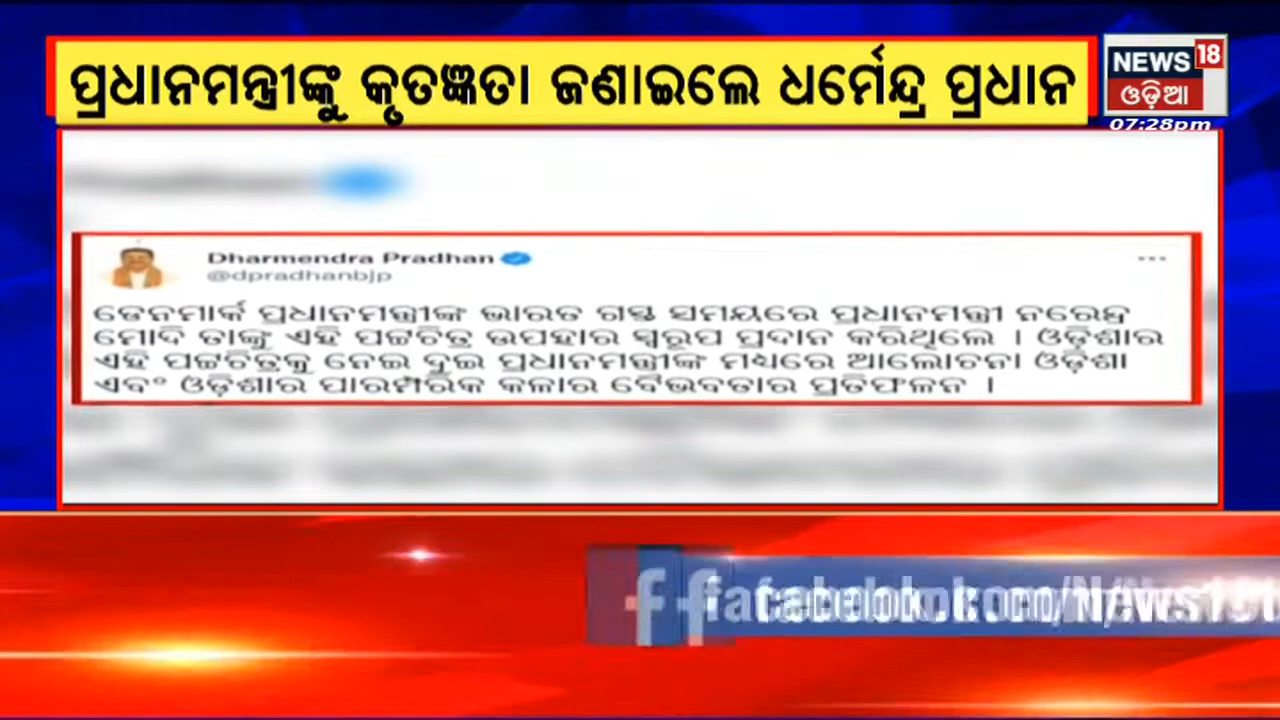 ପ୍ରଧାନମନ୍ତ୍ରୀଙ୍କୁ କୃତଜ୍ଞତା ଜଣାଇଲେ ଧର୍ମେନ୍ଦ୍ର ପ୍ରଧାନ
NEWS 18
ଓଡ଼ିଆ
07:28pm
Dharmendra Pradhan
@dpradhanbjp
ଡେନମାର୍କ ପ୍ରଧାନମନ୍ତ୍ରୀଙ୍କ ଭାରତ ଗସ୍ତ ସମୟରେ ପ୍ରଧାନମନ୍ତ୍ରୀ ନରେନ୍ଦ୍ର
ମୋଦି ତାଙ୍କୁ ଏହି ପଟ୍ଟଚିତ୍ର ଉପହାର ସ୍ୱରୂପ ପ୍ରଦାନ କରିଥିଲେ । ଓଡ଼ିଶାର
ଏହି ପଟ୍ଟଚିତ୍ରକୁ ନେଇ ଦୁଇ ପ୍ରଧାନମନ୍ତ୍ରୀଙ୍କ ମଧ୍ୟରେ ଆଲୋଚନା ଓଡ଼ିଶା
ଏବଂ ଓଡ଼ିଶାର ପାରମ୍ପରିକ କଳାର ବୈଭବତାର ପ୍ରତିଫଳନ ।